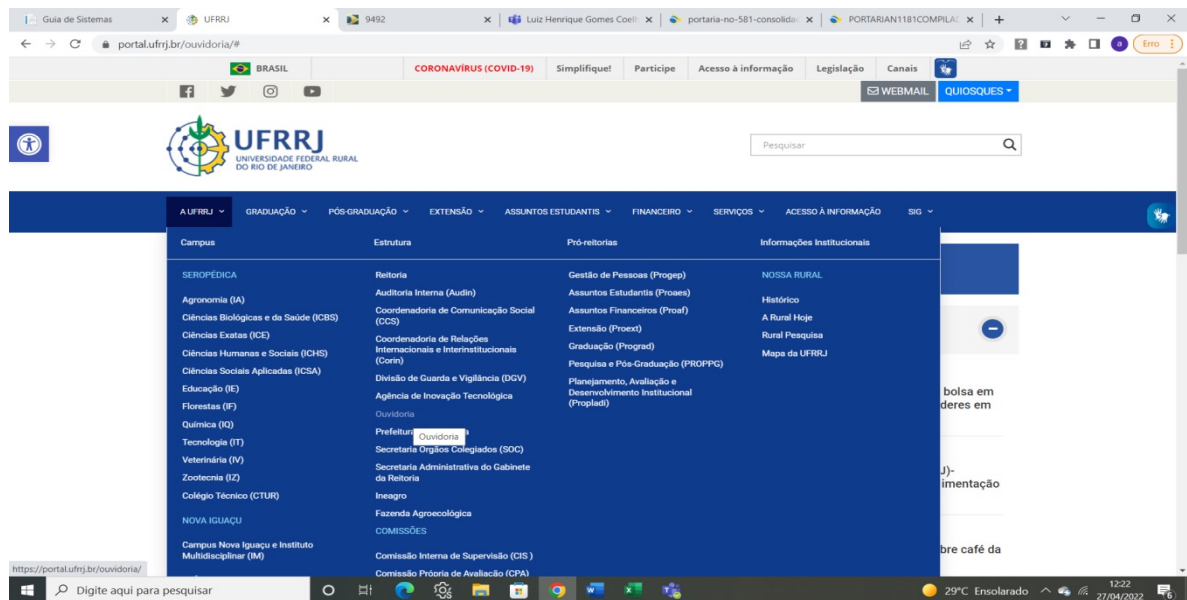 Guia de Sistemas
UFRRJ
9492
Luiz Henrique Gomes Coelh
portaria-no-581-consolida
PORTARIAN1181COMPILAD
portal.ufrrj.br/ouvidoria/#
Erro
BRASIL
CORONAVÍRUS (COVID-19)
Simplifique!
Participe
Acesso à informação
Legislação
Canais
WEBMAIL
QUIOSQUES
UFRRJ
UNIVERSIDADE FEDERAL RURAL
DO RIO DE JANEIRO
Pesquisar
A UFRRJ
GRADUAÇÃO
PÓS-GRADUAÇÃO
EXTENSÃO
ASSUNTOS ESTUDANTIS
FINANCEIRO
SERVIÇOS
ACESSO À INFORMAÇÃO
SIG
Campus
SEROPÉDICA
Agronomia (IA)
Ciências Biológicas e da Saúde (ICBS)
Ciências Exatas (ICE)
Ciências Humanas e Sociais (ICHS)
Ciências Sociais Aplicadas (ICSA)
Educação (IE)
Florestas (IF)
Química (IQ)
Tecnologia (IT)
Veterinária (IV)
Zootecnia (IZ)
Colégio Técnico (CTUR)
NOVA IGUAÇU
Campus Nova Iguaçu e Instituto
Multidisciplinar (IM)
Estrutura
Reitoria
Auditoria Interna (Audin)
Coordenadoria de Comunicação Social
(CCS)
Coordenadoria de Relações
Internacionais e Interinstitucionais
(Corin)
Divisão de Guarda e Vigilância (DGV)
Agência de Inovação Tecnológica
Ouvidoria
Prefeitura
Ouvidoria
Secretaria Orgãos Colegiados (SOC)
Secretaria Administrativa do Gabinete
da Reitoria
Ineagro
Fazenda Agroecológica
COMISSÕES
Comissão Interna de Supervisão (CIS )
Comissão Própria de Avaliação (CPA)
Pró-reitorias
Gestão de Pessoas (Progep)
Assuntos Estudantis (Proaes)
Assuntos Financeiros (Proaf)
Extensão (Proext)
Graduação (Prograd)
Pesquisa e Pós-Graduação (PROPPG)
Planejamento, Avaliação e
Desenvolvimento Institucional
(Propladi)
Informações Institucionais
NOSSA RURAL
Histórico
A Rural Hoje
Rural Pesquisa
Mapa da UFRRJ
bolsa em
deres em
J)-
imentação
bre café da
https://portal.ufrrj.br/ouvidoria/
Digite aqui para pesquisar
29°C Ensolarado
12:22
27/04/2022